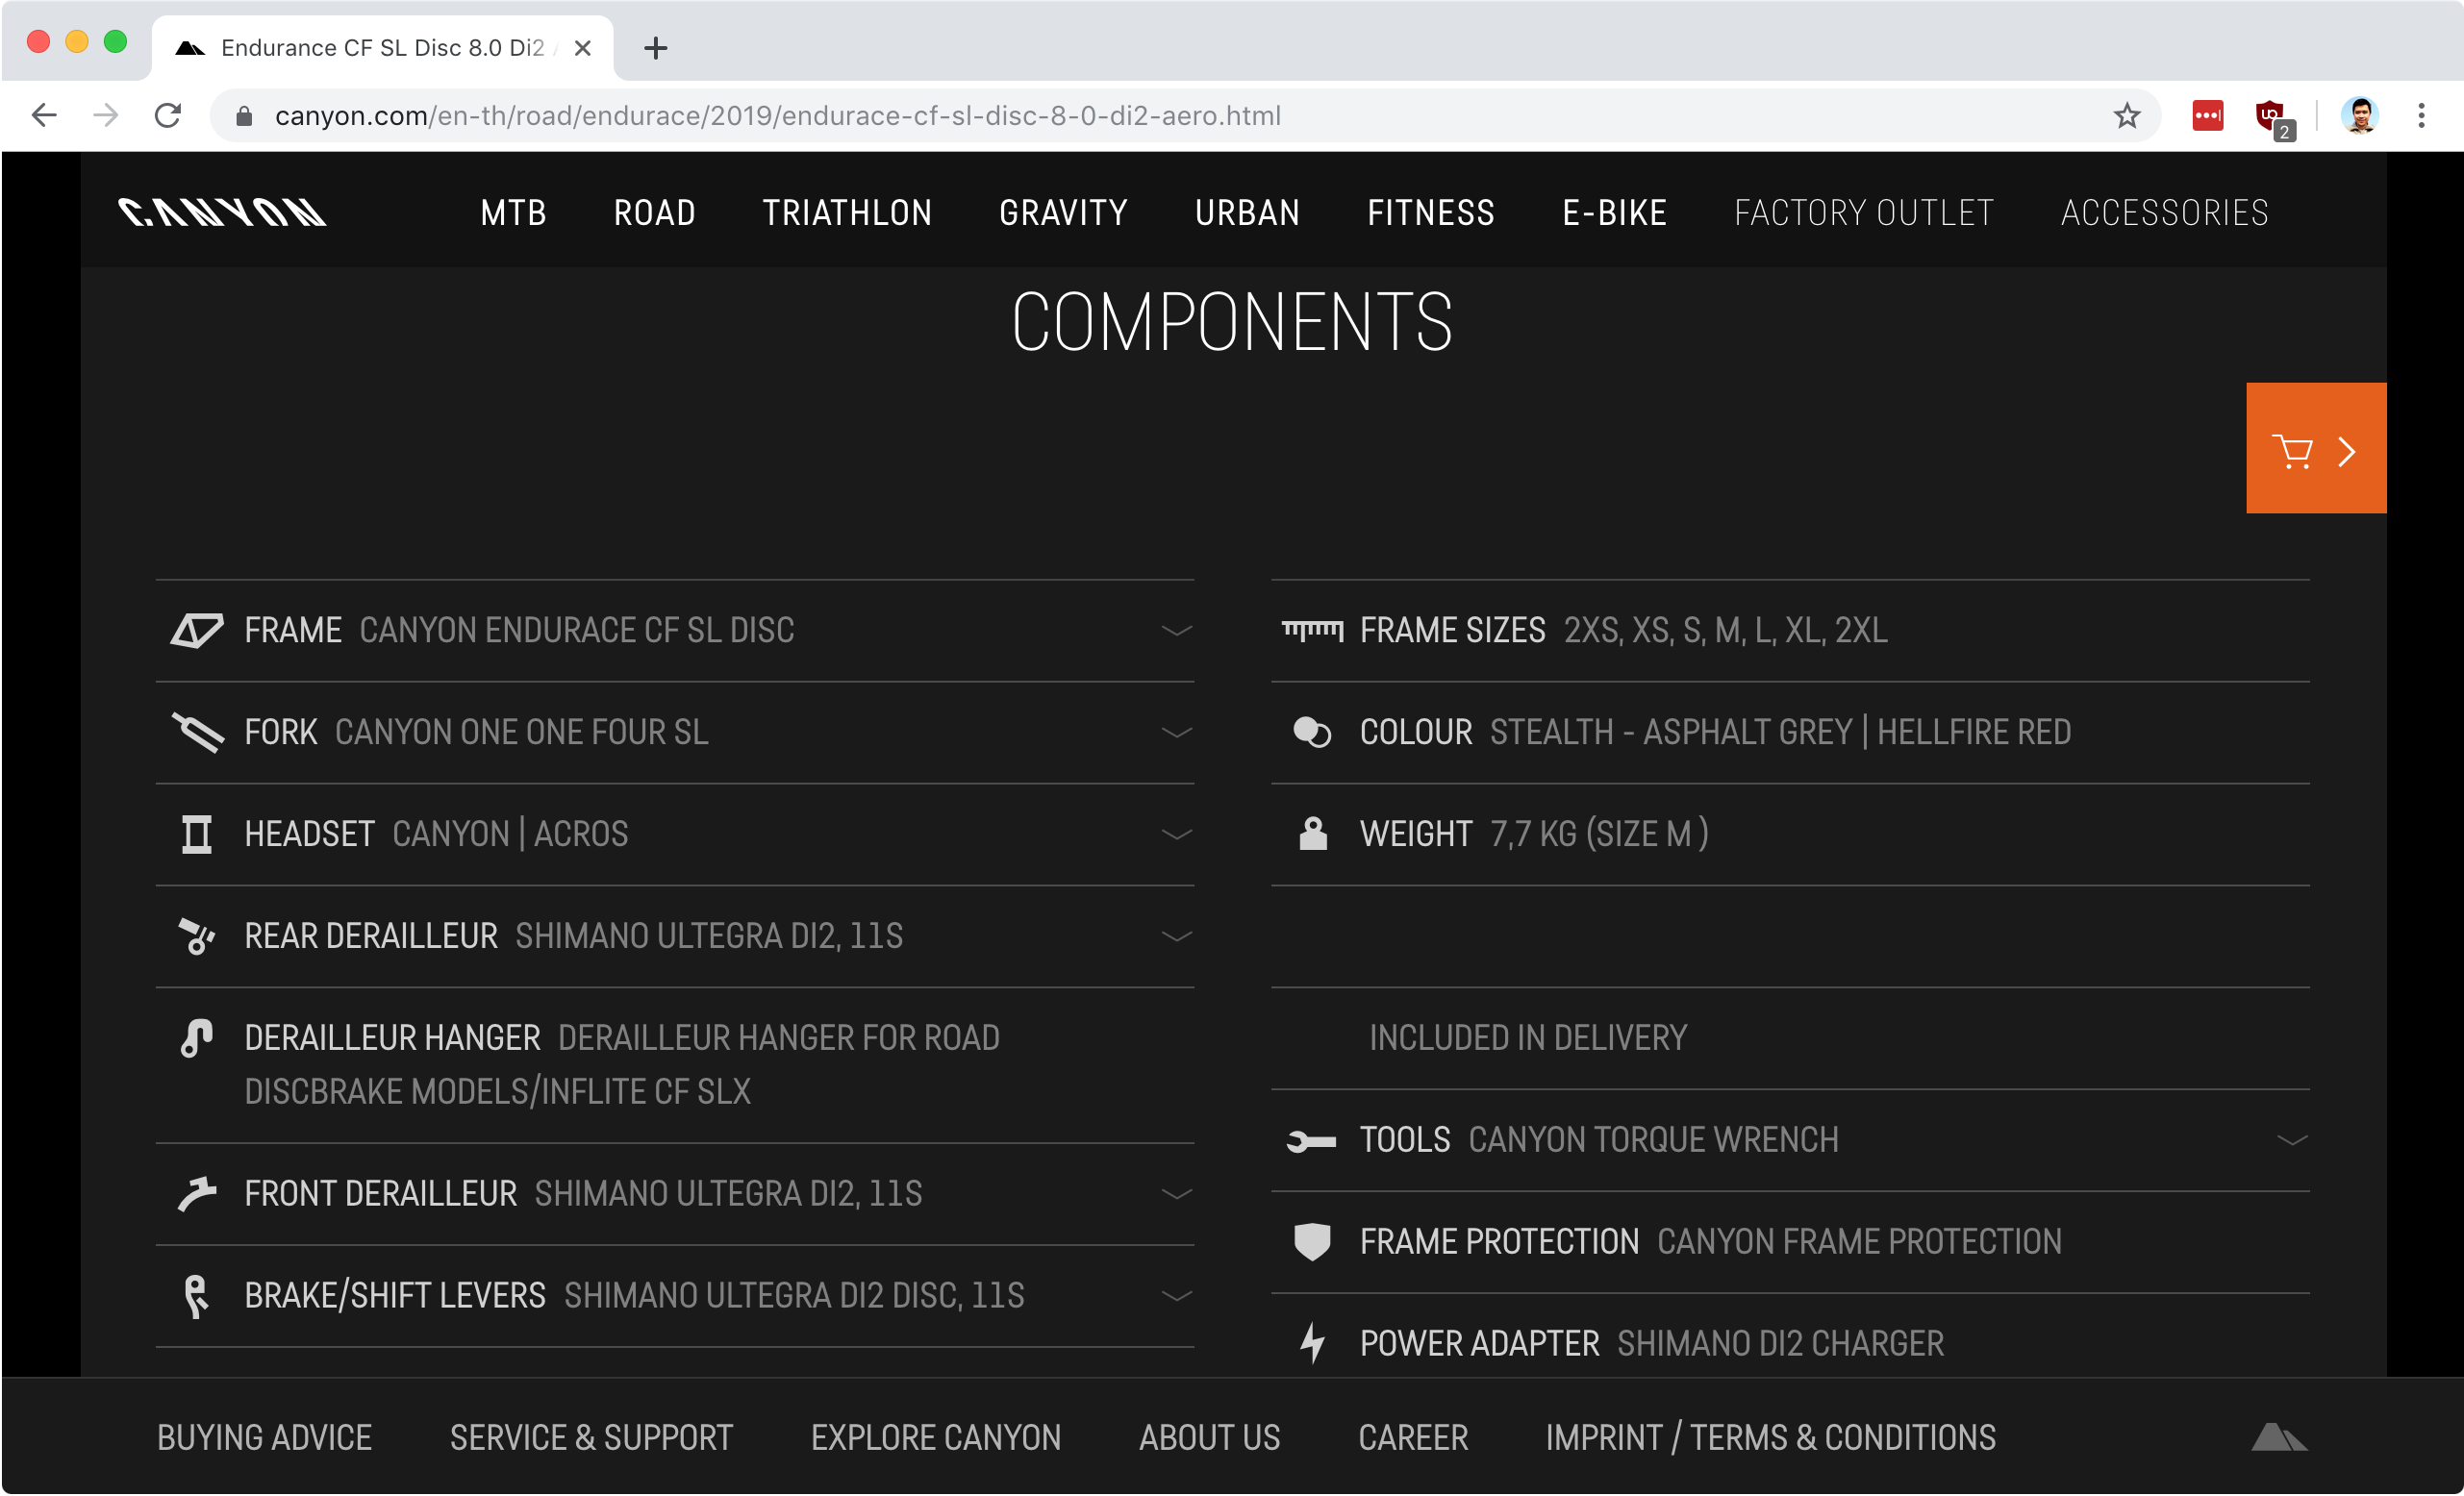 Endurance CF SL Disc 8.0 Di2
canyon.com/en-th/road/endurace/2019/endurace-cf-sl-disc-8-0-di2-aero.html
2
CANYON MTB ROAD TRIATHLON GRAVITY URBAN FITNESS E-BIKE FACTORY OUTLET ACCESSORIES
COMPONENTS
FRAME CANYON ENDURACE CF SL DISC
FORK CANYON ONE ONE FOUR SL
HEADSET CANYON | ACROS
REAR DERAILLEUR SHIMANO ULTEGRA DI2, 11S
DERAILLEUR HANGER DERAILLEUR HANGER FOR ROAD
DISCBRAKE MODELS/INFLITE CF SLX
FRONT DERAILLEUR SHIMANO ULTEGRA DI2, 11S
BRAKE/SHIFT LEVERS SHIMANO ULTEGRA DI2 DISC, 11S
FRAME SIZES 2XS, XS, S, M, L, XL, 2XL
COLOUR STEALTH - ASPHALT GREY | HELLFIRE RED
WEIGHT 7,7 KG (SIZE M )
INCLUDED IN DELIVERY
TOOLS CANYON TORQUE WRENCH
FRAME PROTECTION CANYON FRAME PROTECTION
POWER ADAPTER SHIMANO DI2 CHARGER
BUYING ADVICE SERVICE & SUPPORT EXPLORE CANYON ABOUT US CAREER IMPRINT / TERMS & CONDITIONS